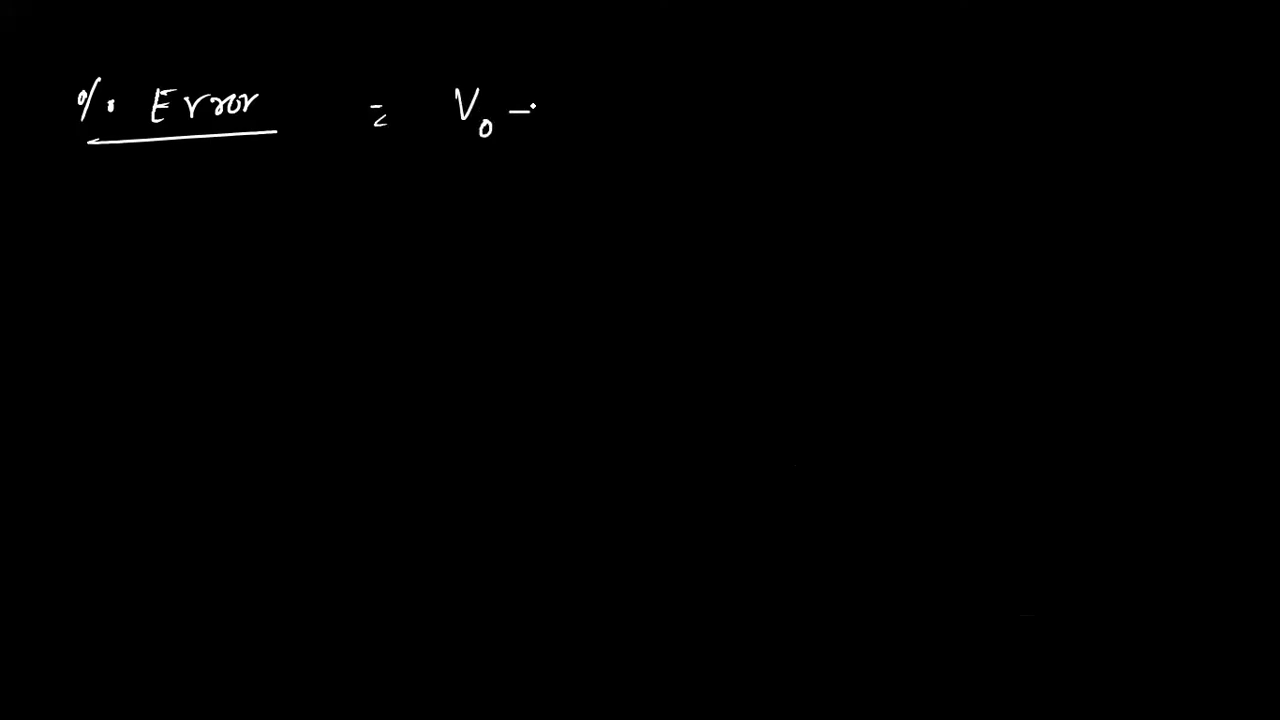 % Error = V₀ -